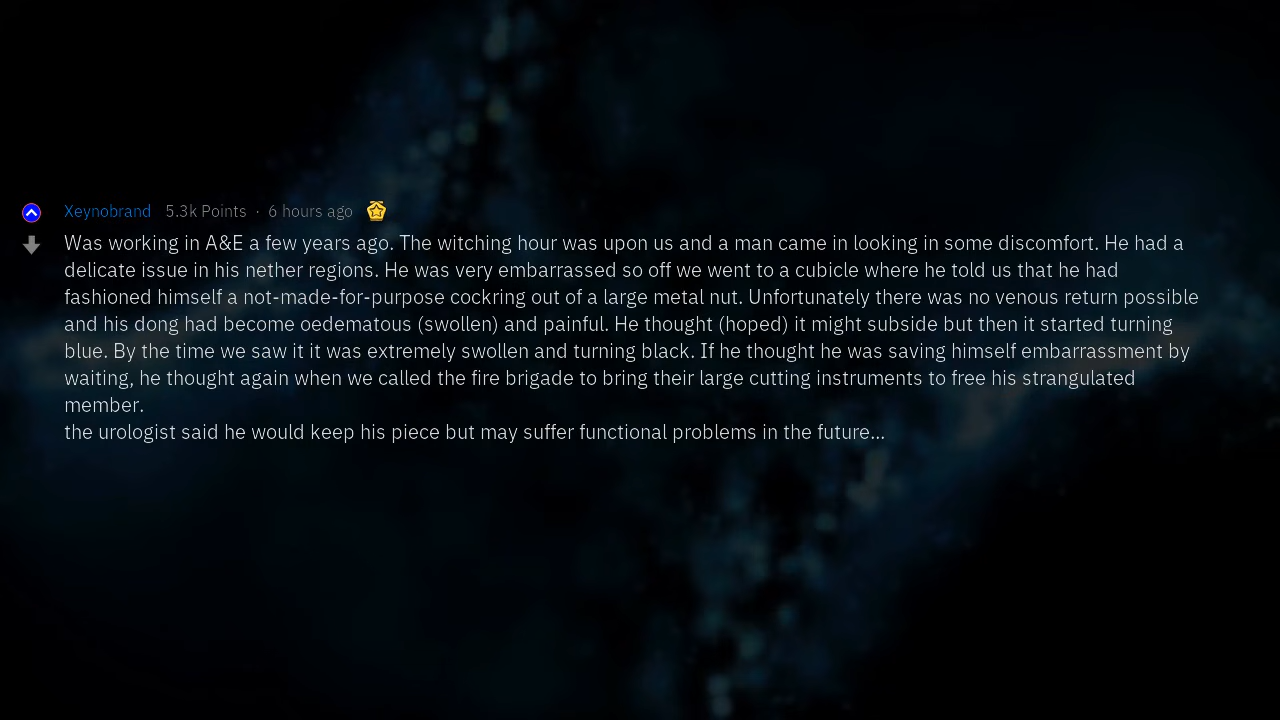 Xeynobrand 5.3k Points · 6 hours ago
Was working in A&E a few years ago. The witching hour was upon us and a man came in looking in some discomfort. He had a
delicate issue in his nether regions. He was very embarrassed so off we went to a cubicle where he told us that he had
fashioned himself a not-made-for-purpose cockring out of a large metal nut. Unfortunately there was no venous return possible
and his dong had become oedematous (swollen) and painful. He thought (hoped) it might subside but then it started turning
blue. By the time we saw it it was extremely swollen and turning black. If he thought he was saving himself embarrassment by
waiting, he thought again when we called the fire brigade to bring their large cutting instruments to free his strangulated
member.
the urologist said he would keep his piece but may suffer functional problems in the future...